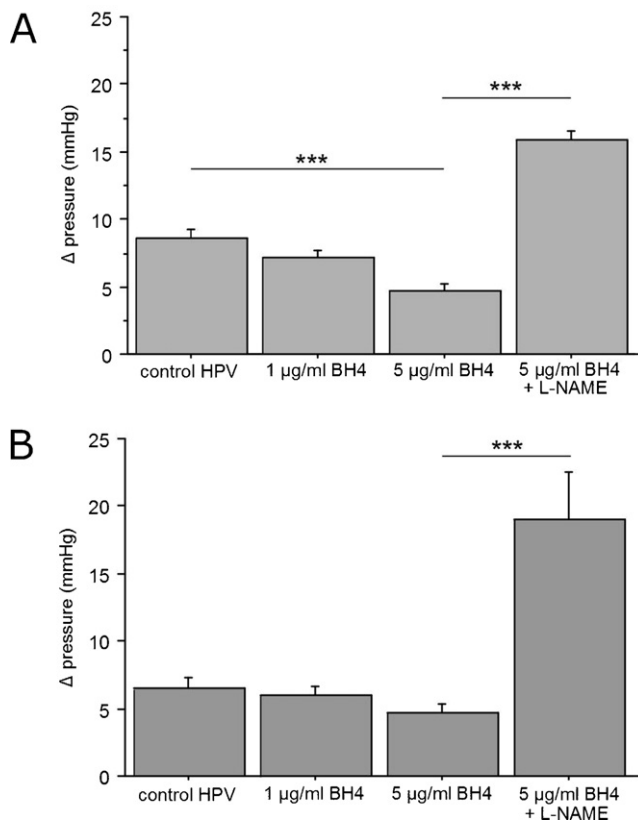 A
25
20
15
10
5
0
Δ pressure (mmHg)
***
***
control HPV
1 µg/ml BH4
5 µg/ml BH4
5 µg/ml BH4
+ L-NAME
B
25
20
15
10
5
0
Δ pressure (mmHg)
***
control HPV
1 µg/ml BH4
5 µg/ml BH4
5 µg/ml BH4
+ L-NAME